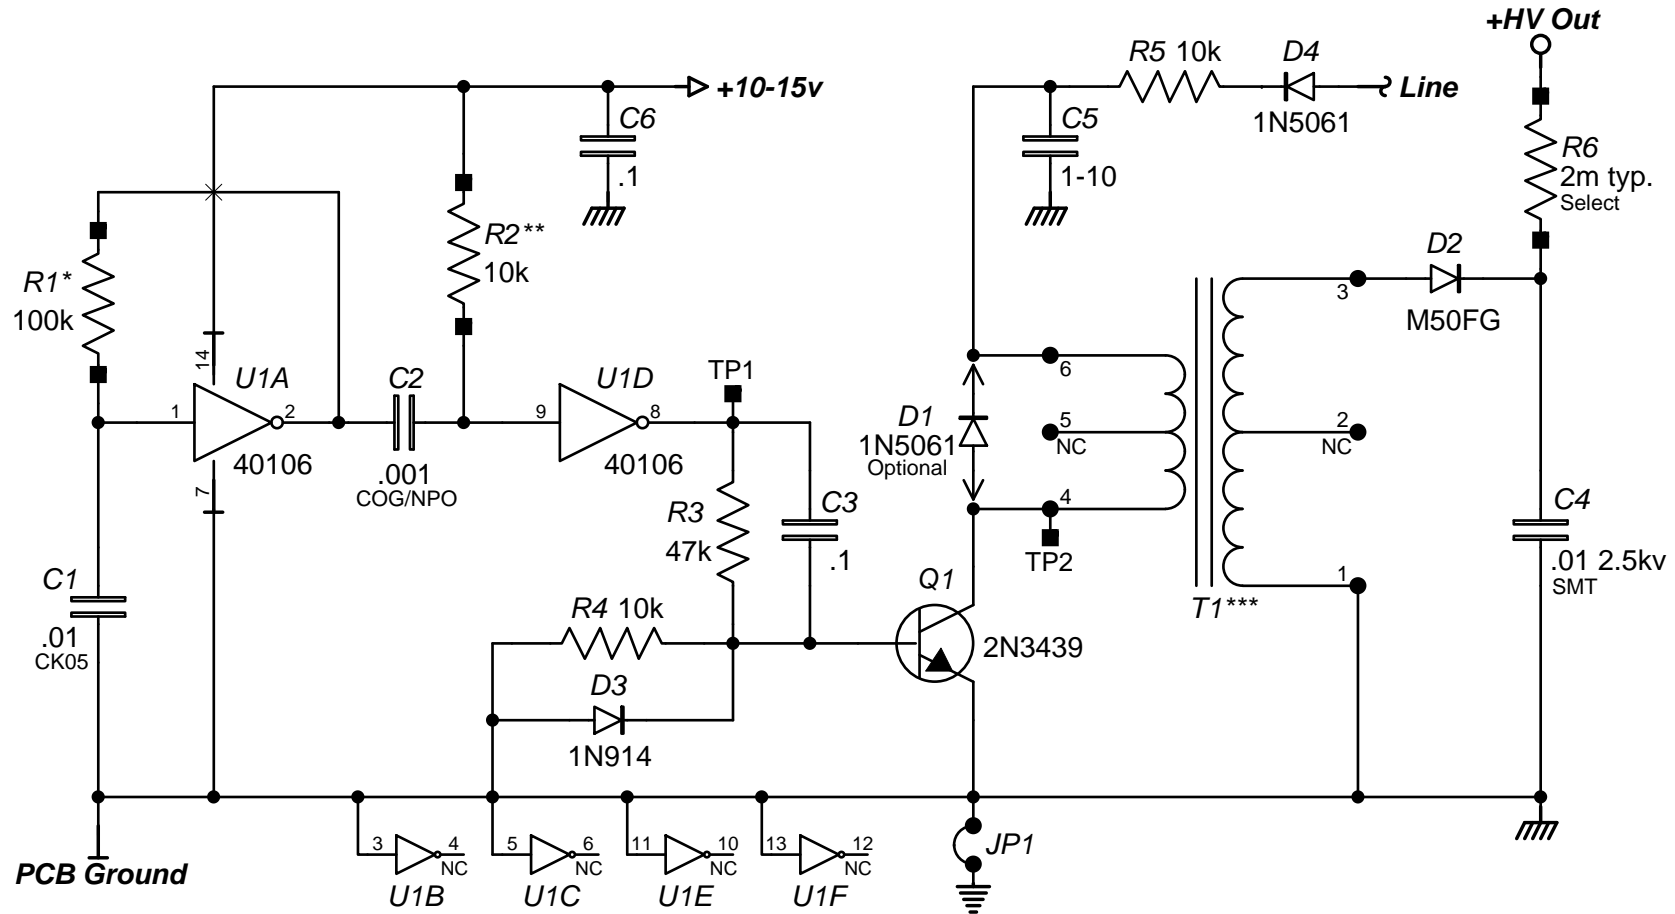 +HV Out
R5 10k
D4
1N5061
Line
+10-15v
C6
.1
C5
1-10
R6
2m typ.
Select
R1*
100k
R2**
10k
D2
M50FG
3
14
U1A
1
2
40106
7
C2
.001
COG/NPO
U1D
9
8
40106
TP1
6
D1
1N5061
Optional
5
NC
4
TP2
2
NC
1
T1***
R3
47k
C3
.1
C4
.01 2.5kv
SMT
C1
.01
CK05
R4 10k
D3
1N914
Q1
2N3439
PCB Ground
3
4
NC
U1B
5
6
NC
U1C
11
10
NC
U1E
13
12
NC
U1F
JP1